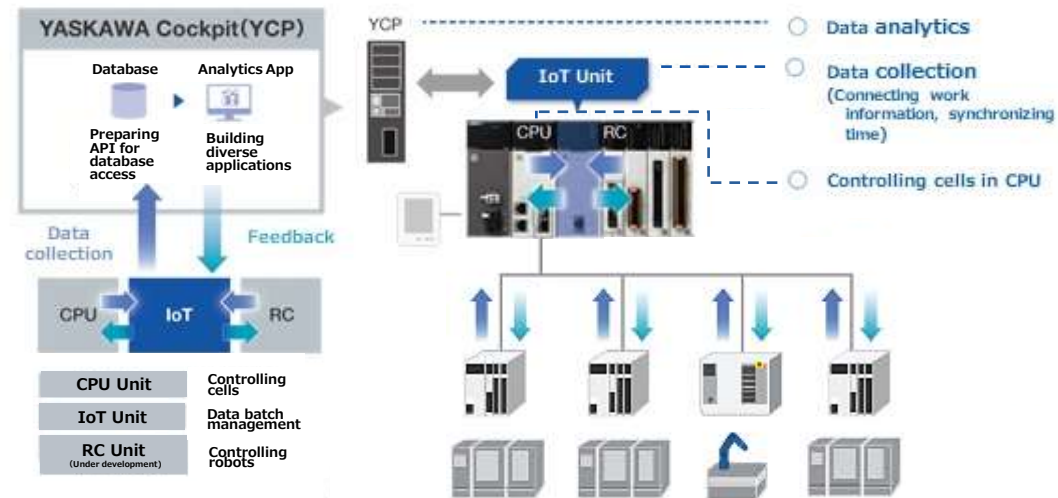 YASKAWA Cockpit(YCP)
Database
Analytics App
Preparing
API for
database
access
Building
diverse
applications
Data
collection
Feedback
CPU
IoT
RC
CPU Unit
Controlling
cells
IoT Unit
Data batch
management
RC Unit
(Under development)
Controlling
robots
YCP
IoT Unit
CPU
RC
Data analytics
Data collection
(Connecting work
information, synchronizing
time)
Controlling cells in CPU